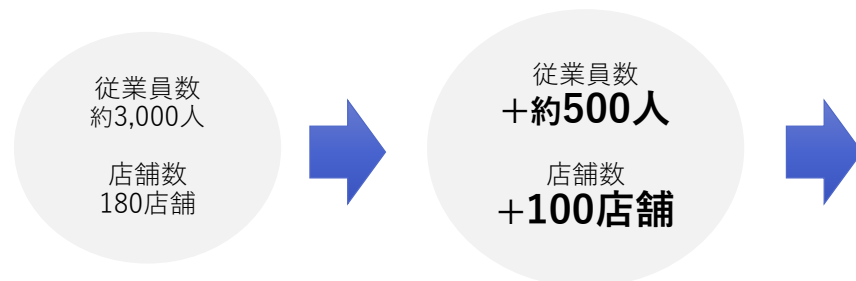 従業員数
約3,000人
店舗数
180店舗
従業員数
＋約500人
店舗数
＋100店舗